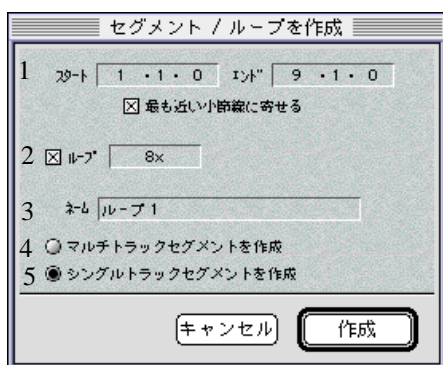 セグメント / ループを作成
1 スタート 1 ・1・ 0 エンド 9 ・1・ 0
最も近い小節線に寄せる
2 ループ 8x
3 ネーム ループ 1
4 マルチトラックセグメントを作成
5 シングルトラックセグメントを作成
キャンセル 作成